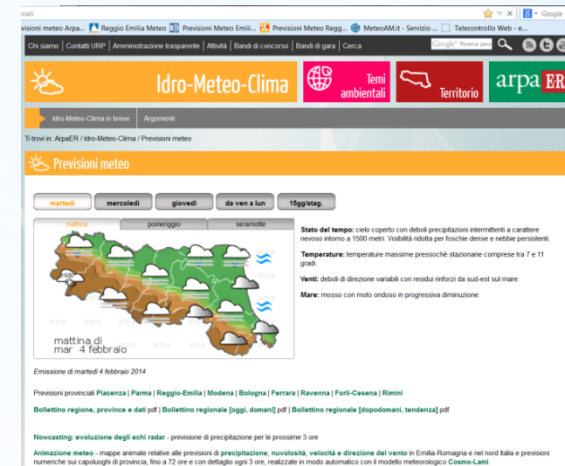 Reggio Emilia Meteo Previsioni Meteo Emili... Previsioni Meteo Regg... MeteoAM.it - Servizio ... Telecontrollo Web - e...
Chi siamo | Contatti URP | Amministrazione trasparente | Attività | Bandi di concorso | Bandi di gara | Cerca
Idro-Meteo-Clima
Temi
ambientali
Territorio
arpa ER
Idro-Meteo-Clima in breve Argomenti
Ti trovi in: ArpaER / Idro-Meteo-Clima / Previsioni meteo
Previsioni meteo
martedì mercoledì giovedì da ven a lun 15gg/stag.
mattina pomeriggio sera/notte
mattina di
mar 4 febbraio
Stato del tempo: cielo coperto con deboli precipitazioni intermittenti a carattere
nevoso intorno a 1500 metri. Visibilità ridotta per foschie dense e nebbie persistenti.
Temperature: temperature massime pressoché stazionarie comprese tra 7 e 11
gradi.
Venti: deboli di direzione variabili con residui rinforzi da sud-est sul mare.
Mare: mosso con moto ondoso in progressiva diminuzione.
Emissione di martedì 4 febbraio 2014
Previsioni provinciali Piacenza | Parma | Reggio-Emilia | Modena | Bologna | Ferrara | Ravenna | Forlì-Cesena | Rimini
Bollettino regione, province e dati pdf | Bollettino regionale [oggi, domani] pdf | Bollettino regionale [dopodomani, tendenza] pdf
Nowcasting: evoluzione degli echi radar - previsione di precipitazione per le prossime 3 ore
Animazione meteo - mappe animate relative alle previsioni di precipitazione, nuvolosità, velocità e direzione del vento in Emilia-Romagna e nel nord Italia e previsioni
numeriche sui capoluoghi di provincia, fino a 72 ore e con dettaglio ogni 3 ore, realizzate in modo automatico con il modello meteorologico Cosmo-Lami.